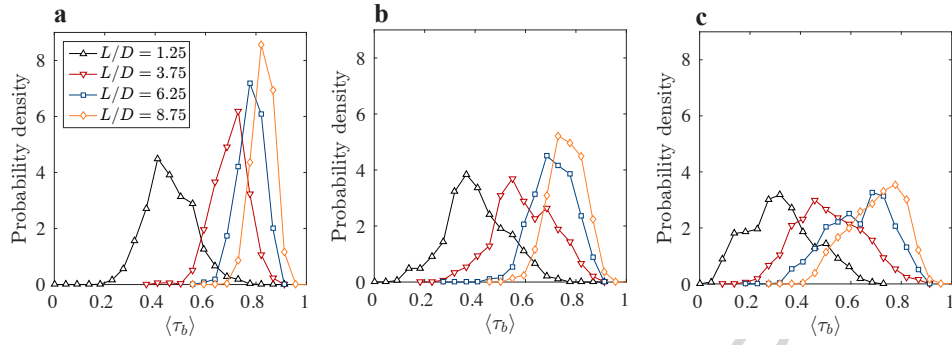 a
b
c
L/D = 1.25
L/D = 3.75
L/D = 6.25
L/D = 8.75
Probability density
8
6
4
2
0
0 0.2 0.4 0.6 0.8 1
⟨τ_b⟩
Probability density
8
6
4
2
0
0 0.2 0.4 0.6 0.8 1
⟨τ_b⟩
Probability density
8
6
4
2
0
0 0.2 0.4 0.6 0.8 1
⟨τ_b⟩